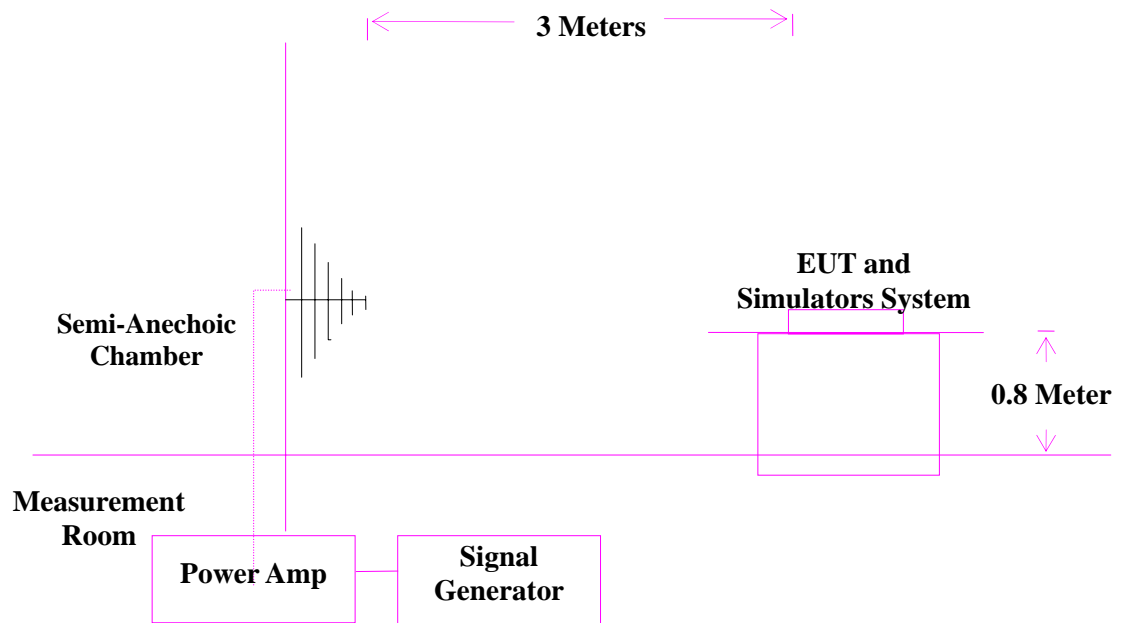 3 Meters
EUT and
Simulators System
Semi-Anechoic
Chamber
0.8 Meter
Measurement
Room
Power Amp
Signal
Generator